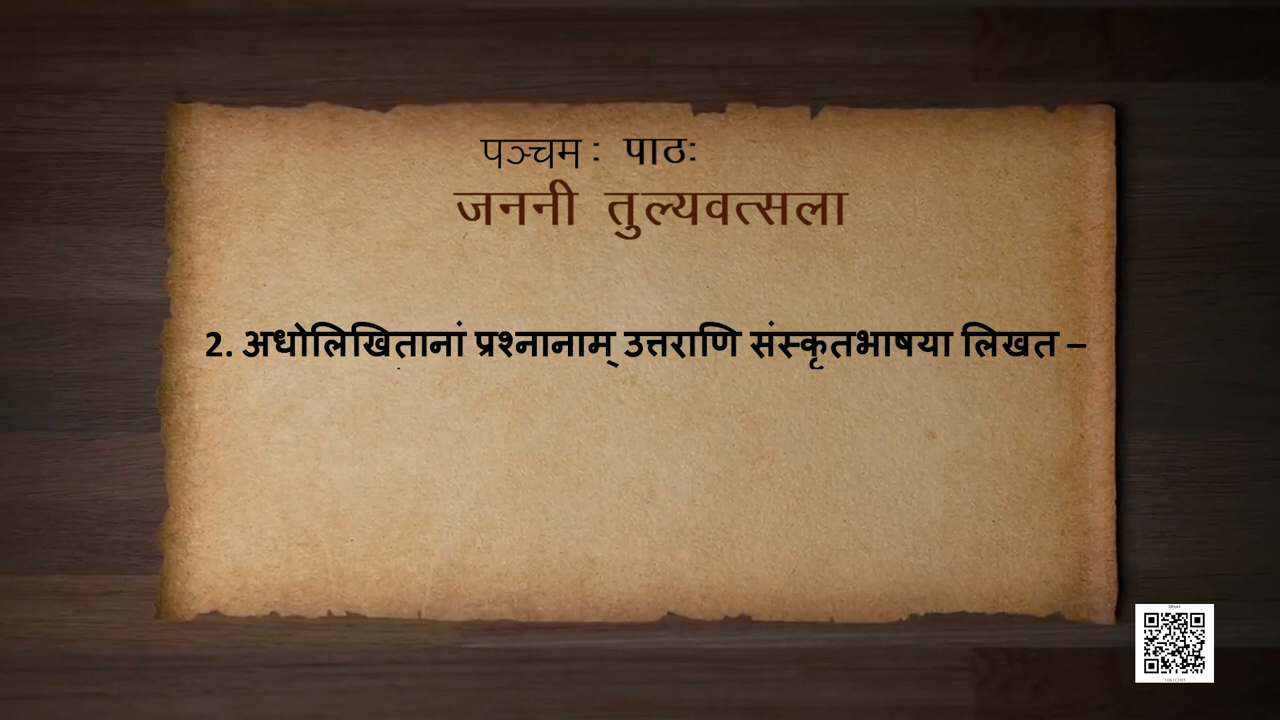 पञ्चम : पाठः
जननी तुल्यवत्सला
2. अधोलिखितानां प्रश्नानाम् उत्तराणि संस्कृतभाषया लिखत –